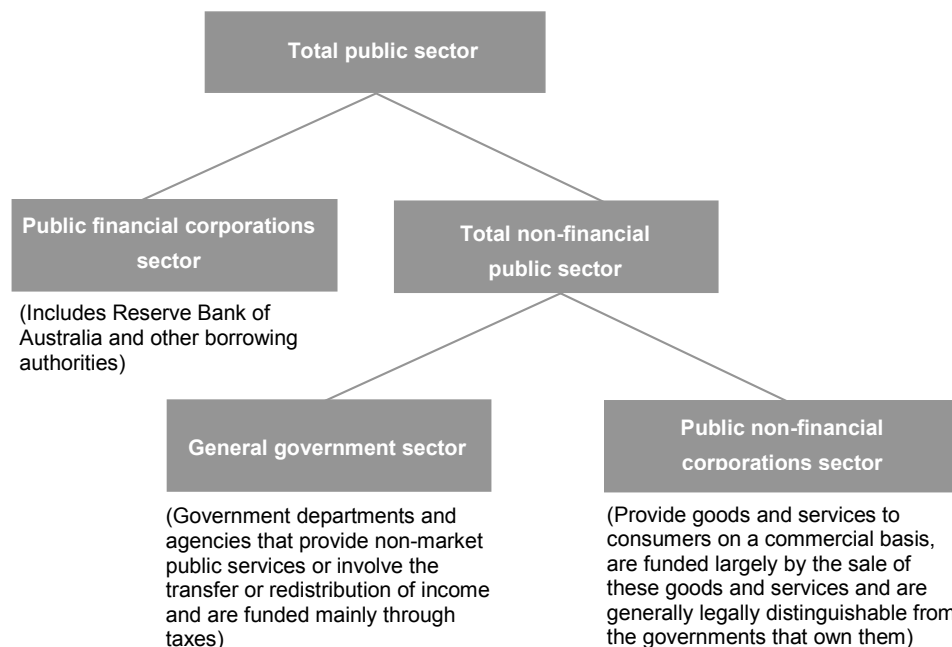 Total public sector
Public financial corporations
sector
Total non-financial
public sector
(Includes Reserve Bank of
Australia and other borrowing
authorities)
General government sector
Public non-financial
corporations sector
(Government departments and
agencies that provide non-market
public services or involve the
transfer or redistribution of income
and are funded mainly through
taxes)
(Provide goods and services to
consumers on a commercial basis,
are funded largely by the sale of
these goods and services and are
generally legally distinguishable from
the governments that own them)